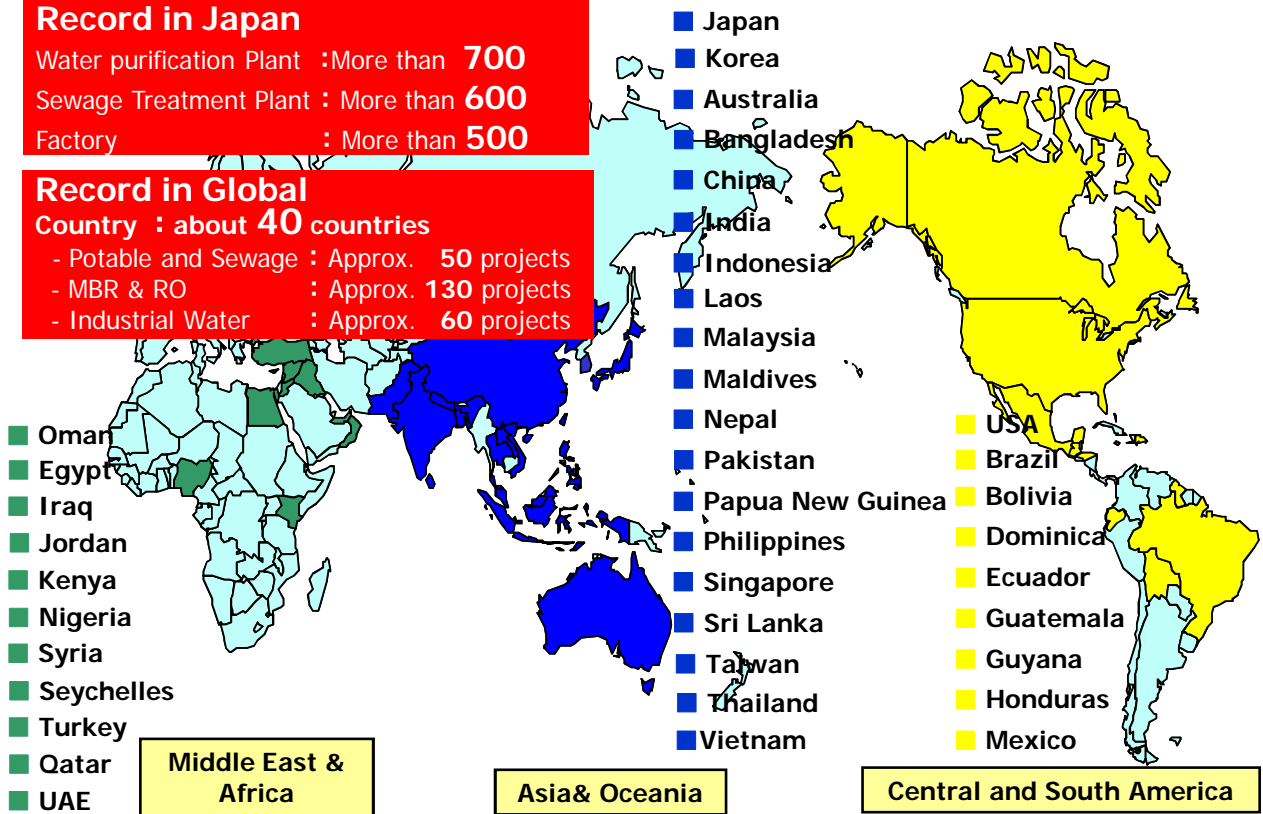 Record in Japan
Water purification Plant :More than 700
Sewage Treatment Plant : More than 600
Factory : More than 500
Record in Global
Country : about 40 countries
- Potable and Sewage : Approx. 50 projects
- MBR & RO : Approx. 130 projects
- Industrial Water : Approx. 60 projects
Oman
Egypt
Iraq
Jordan
Kenya
Nigeria
Syria
Seychelles
Turkey
Qatar
UAE
Middle East &
Africa
Japan
Korea
Australia
Bangladesh
China
India
Indonesia
Laos
Malaysia
Maldives
Nepal
Pakistan
Papua New Guinea
Philippines
Singapore
Sri Lanka
Taiwan
Thailand
Vietnam
Asia& Oceania
USA
Brazil
Bolivia
Dominica
Ecuador
Guatemala
Guyana
Honduras
Mexico
Central and South America